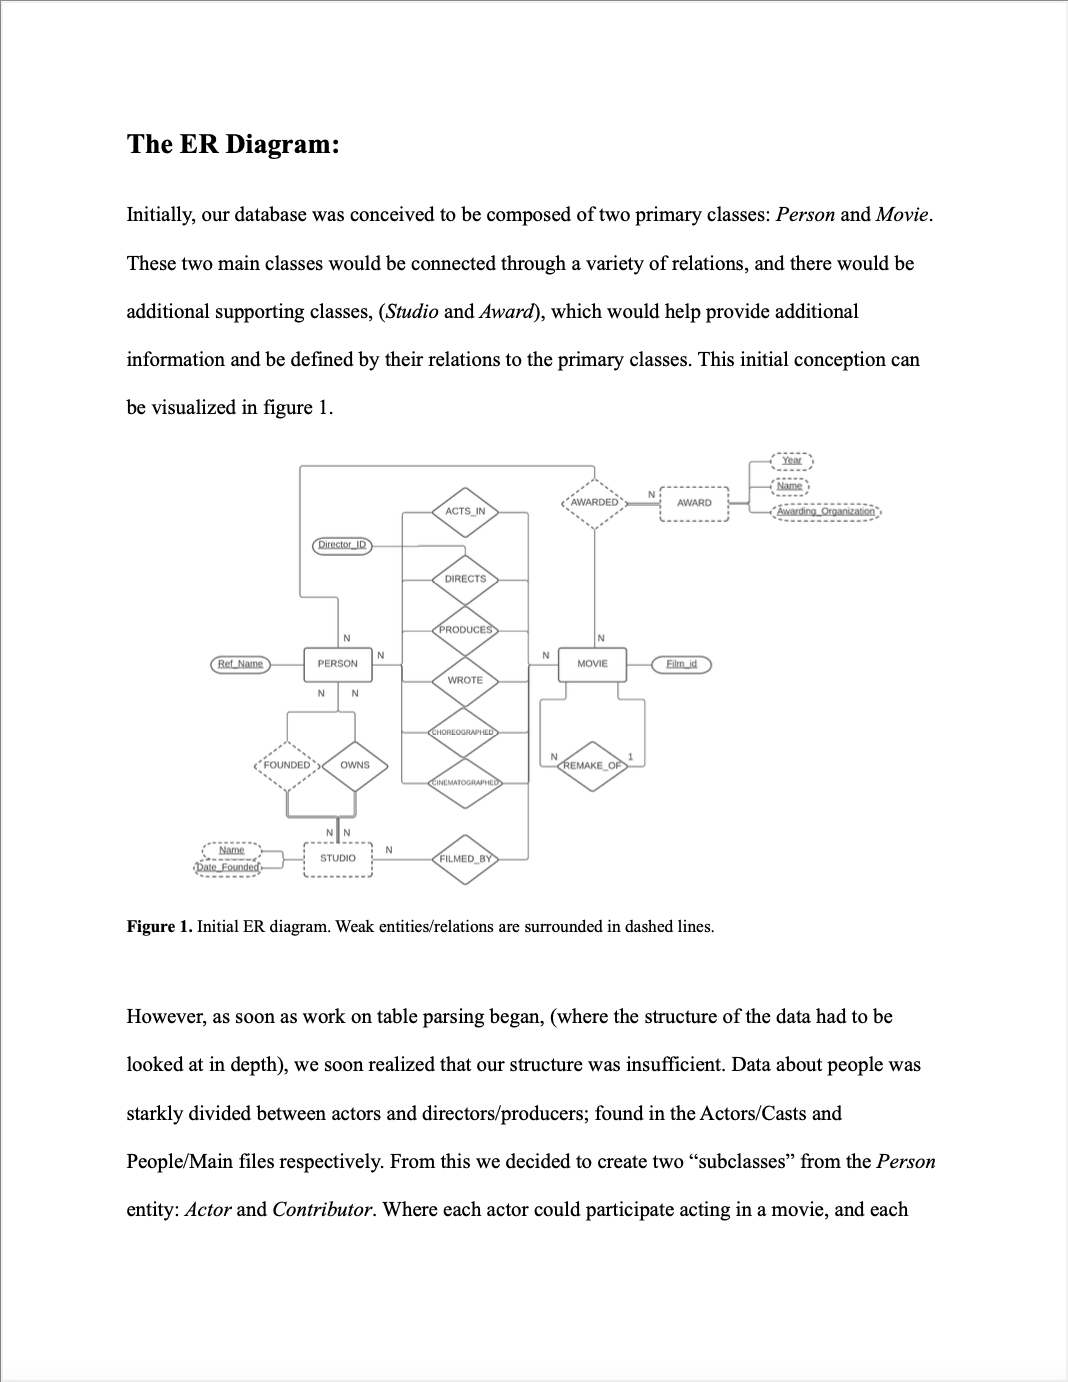 The ER Diagram:
Initially, our database was conceived to be composed of two primary classes: Person and Movie.
These two main classes would be connected through a variety of relations, and there would be
additional supporting classes, (Studio and Award), which would help provide additional
information and be defined by their relations to the primary classes. This initial conception can
be visualized in figure 1.
Year
Name
Awarding_Organization
AWARDED
N
AWARD
ACTS_IN
Director_ID
DIRECTS
PRODUCES
N
N
Ref_Name
PERSON
N
WROTE
N
MOVIE
Film_id
N
N
CHOREOGRAPHED
FOUNDED
OWNS
CINEMATOGRAPHED
N
REMAKE_OF
1
N
N
Name
Date_Founded
STUDIO
N
FILMED_BY
Figure 1. Initial ER diagram. Weak entities/relations are surrounded in dashed lines.
However, as soon as work on table parsing began, (where the structure of the data had to be
looked at in depth), we soon realized that our structure was insufficient. Data about people was
starkly divided between actors and directors/producers; found in the Actors/Casts and
People/Main files respectively. From this we decided to create two “subclasses” from the Person
entity: Actor and Contributor. Where each actor could participate acting in a movie, and each